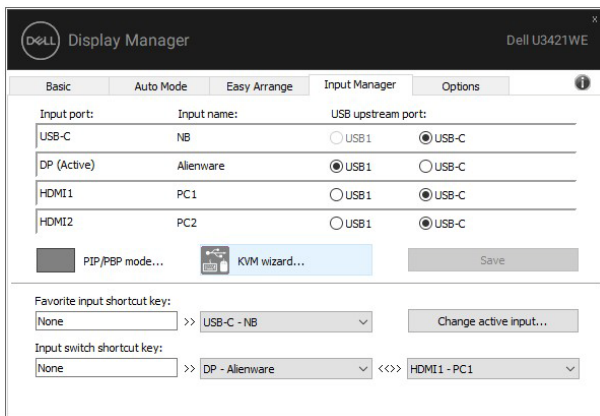 DELL Display Manager Dell U3421WE x
Basic Auto Mode Easy Arrange Input Manager Options i
Input port: Input name: USB upstream port:
USB-C NB USB1 USB-C
DP (Active) Alienware USB1 USB-C
HDMI1 PC1 USB1 USB-C
HDMI2 PC2 USB1 USB-C
PIP/PBP mode... KVM wizard... Save
Favorite input shortcut key:
None >> USB-C - NB Change active input...
Input switch shortcut key:
None >> DP - Alienware <<>> HDMI1 - PC1